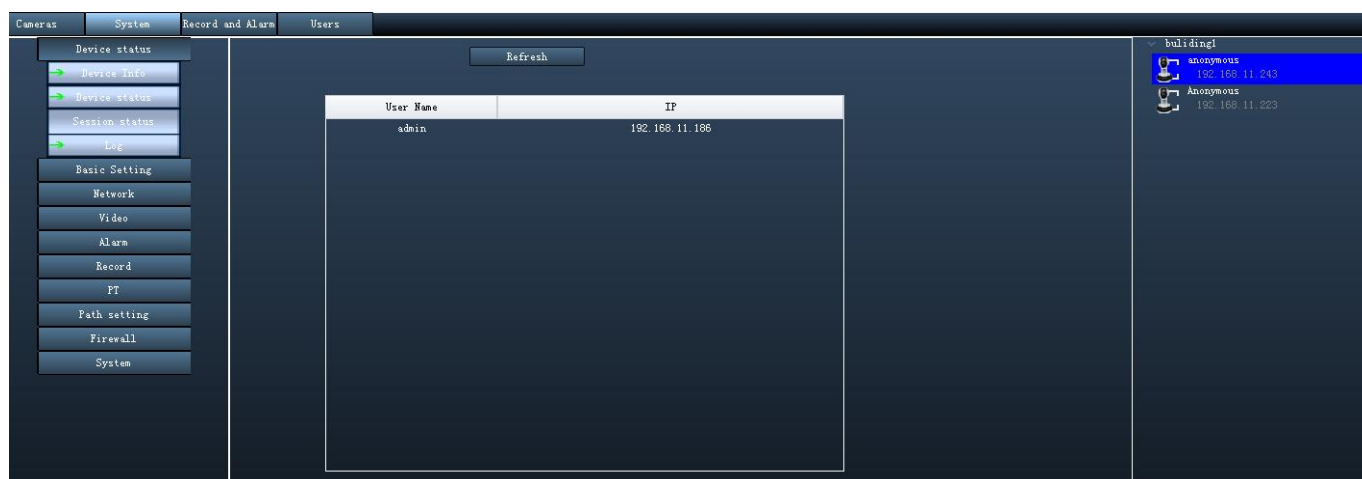 Cameras System Record and Alarm Users
Device status
Device Info
Device status
Session status
Log
Basic Setting
Network
Video
Alarm
Record
PT
Path setting
Firewall
System
Refresh
User Name IP
admin 192.168.11.186
buliding1
anonymous
192.168.11.243
Anonymous
192.168.11.223